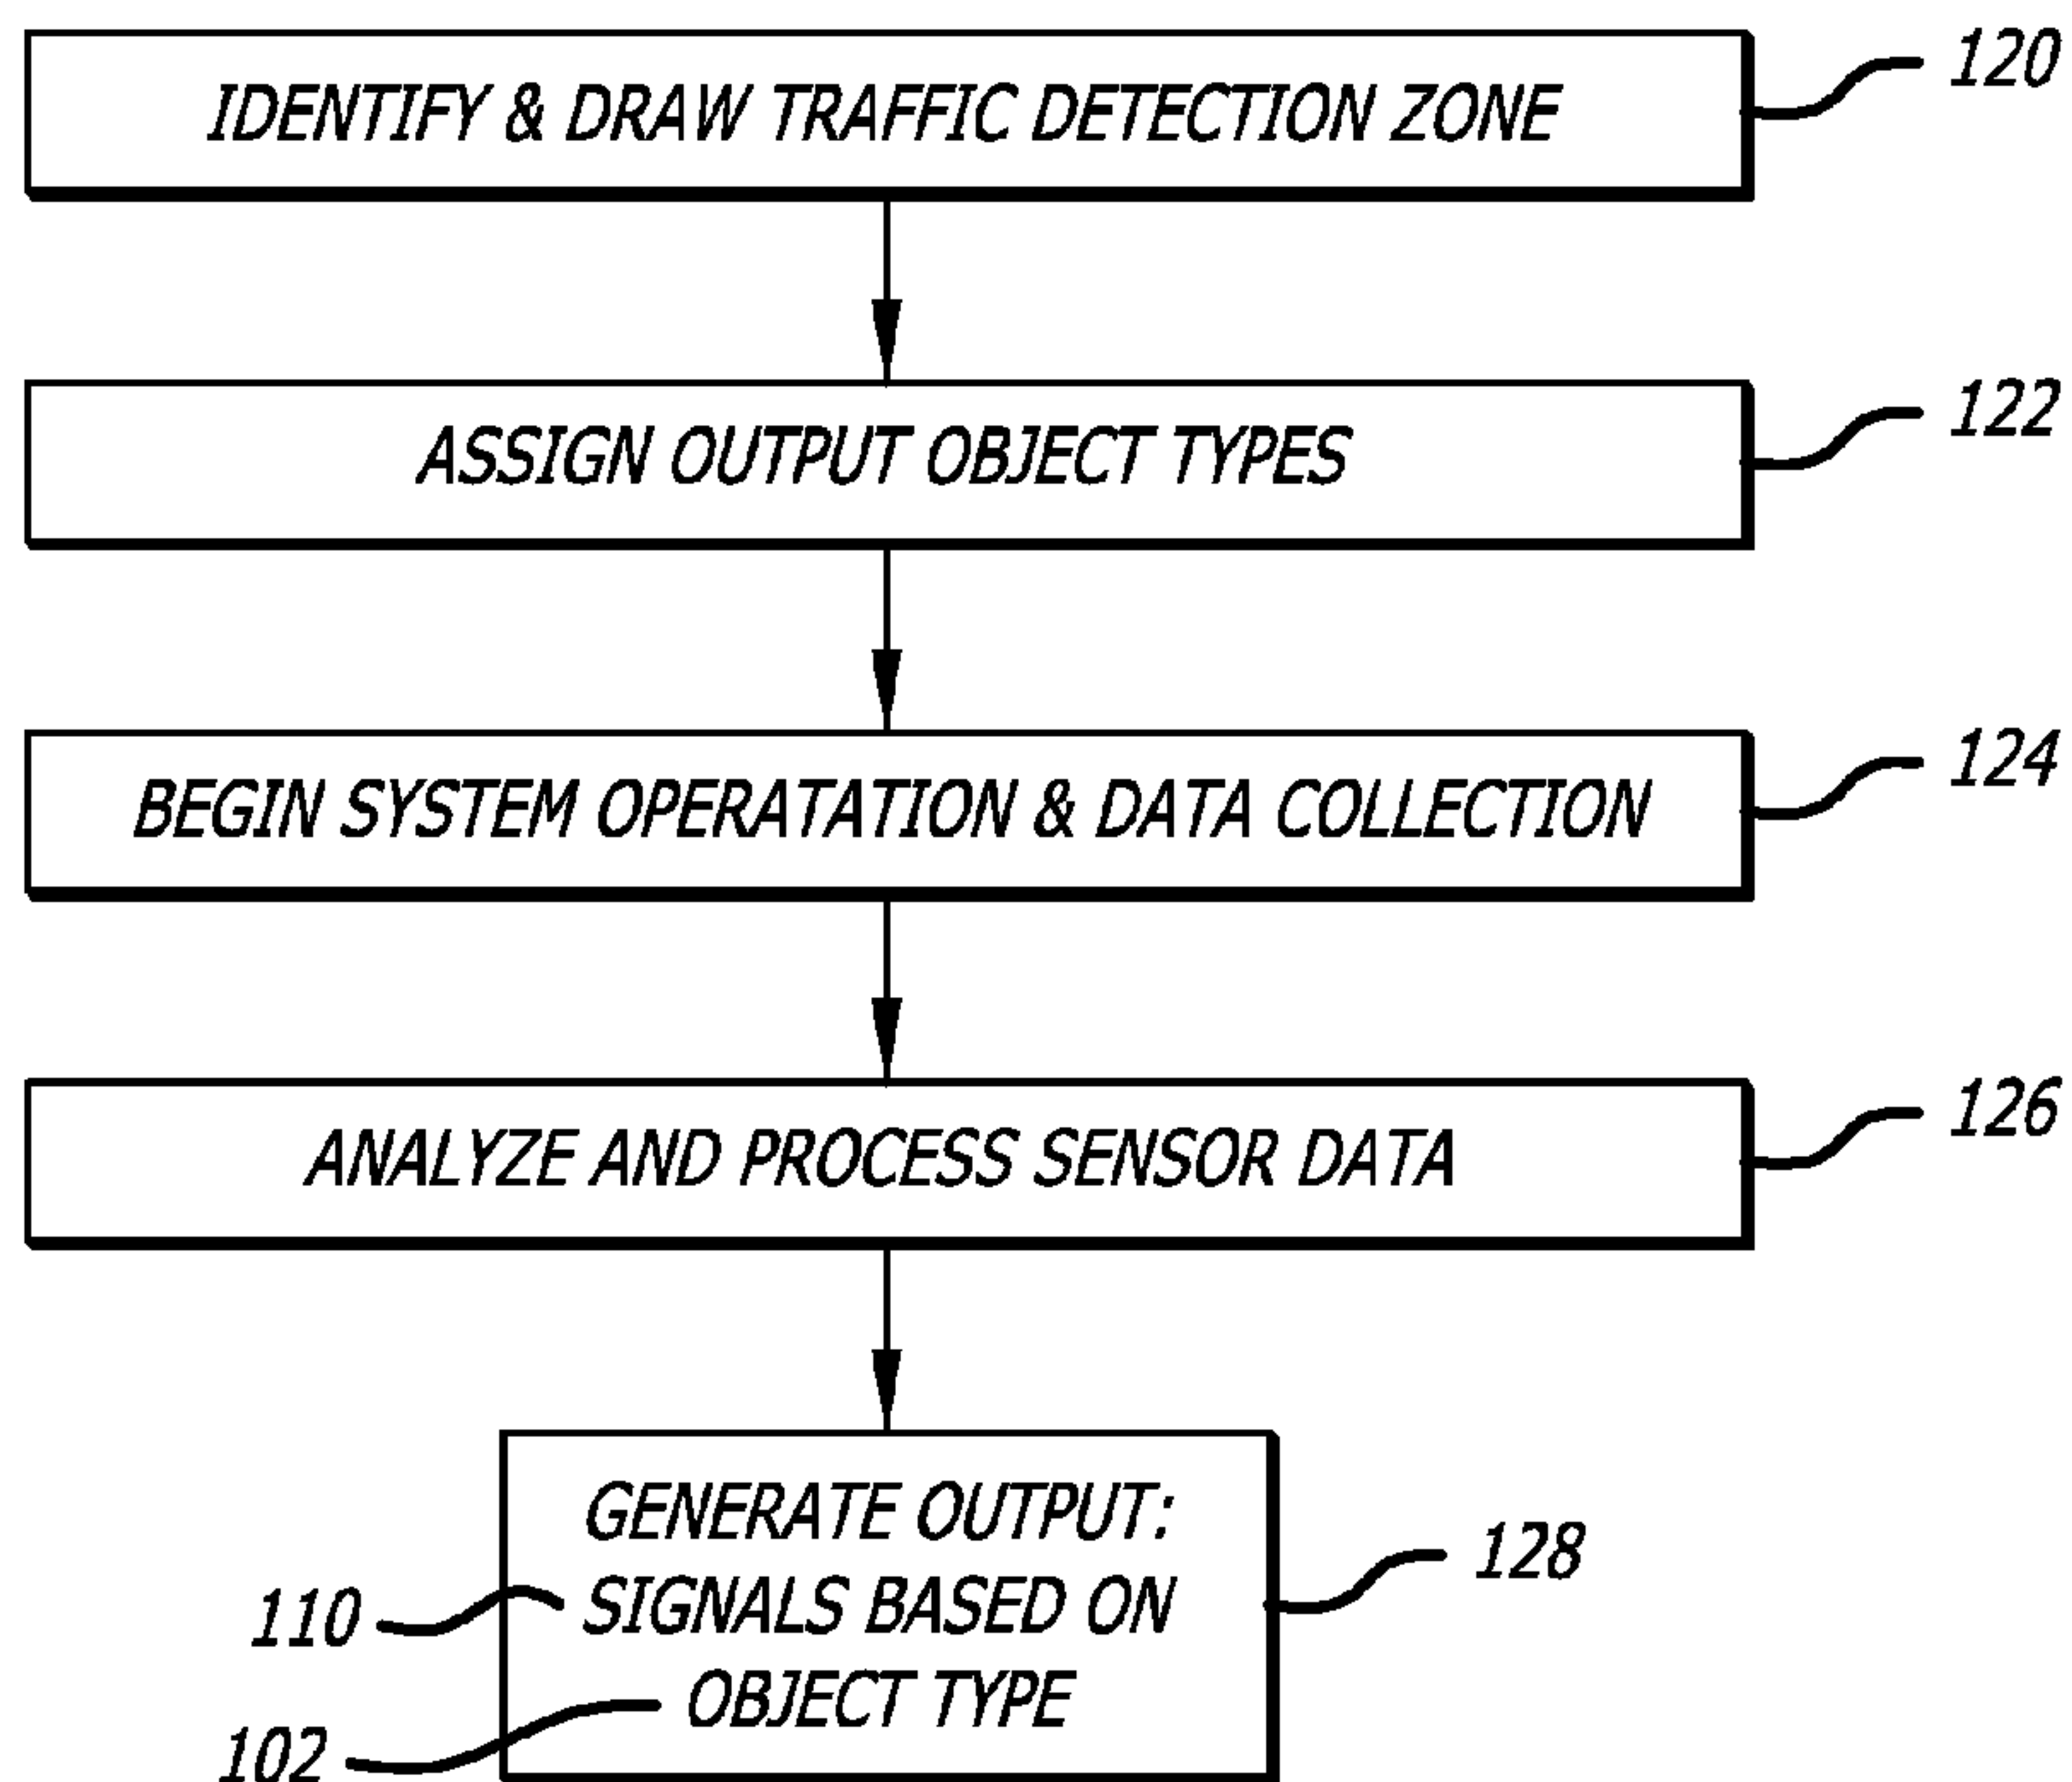 IDENTIFY & DRAW TRAFFIC DETECTION ZONE
120
ASSIGN OUTPUT OBJECT TYPES
122
BEGIN SYSTEM OPERATATION & DATA COLLECTION
124
ANALYZE AND PROCESS SENSOR DATA
126
GENERATE OUTPUT:
SIGNALS BASED ON
OBJECT TYPE
128
110
102